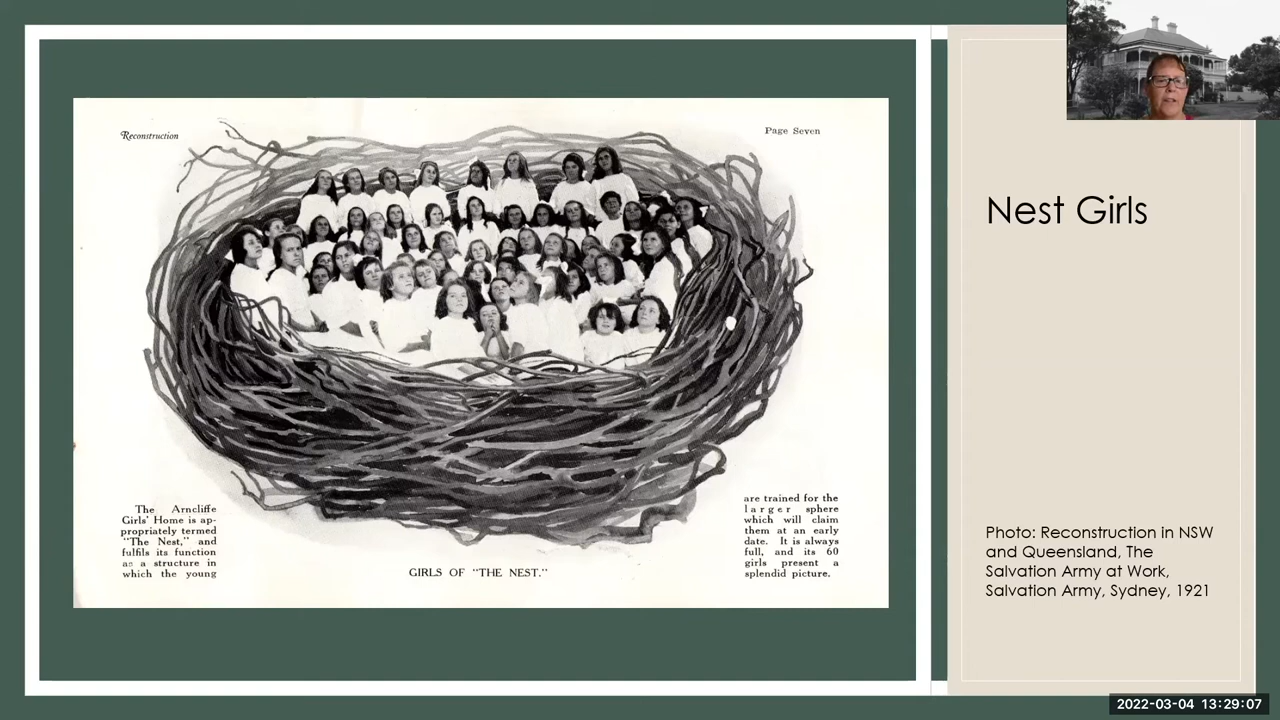 Reconstruction
Page Seven
The Arncliffe
Girls' Home is ap-
propriately termed
"The Nest," and
fulfils its function
as a structure in
which the young
GIRLS OF "THE NEST."
are trained for the
larger sphere
which will claim
them at an early
date. It is always
full, and its 60
girls present a
splendid picture.
Nest Girls
Photo: Reconstruction in NSW
and Queensland, The
Salvation Army at Work,
Salvation Army, Sydney, 1921
2022-03-04 13:29:07